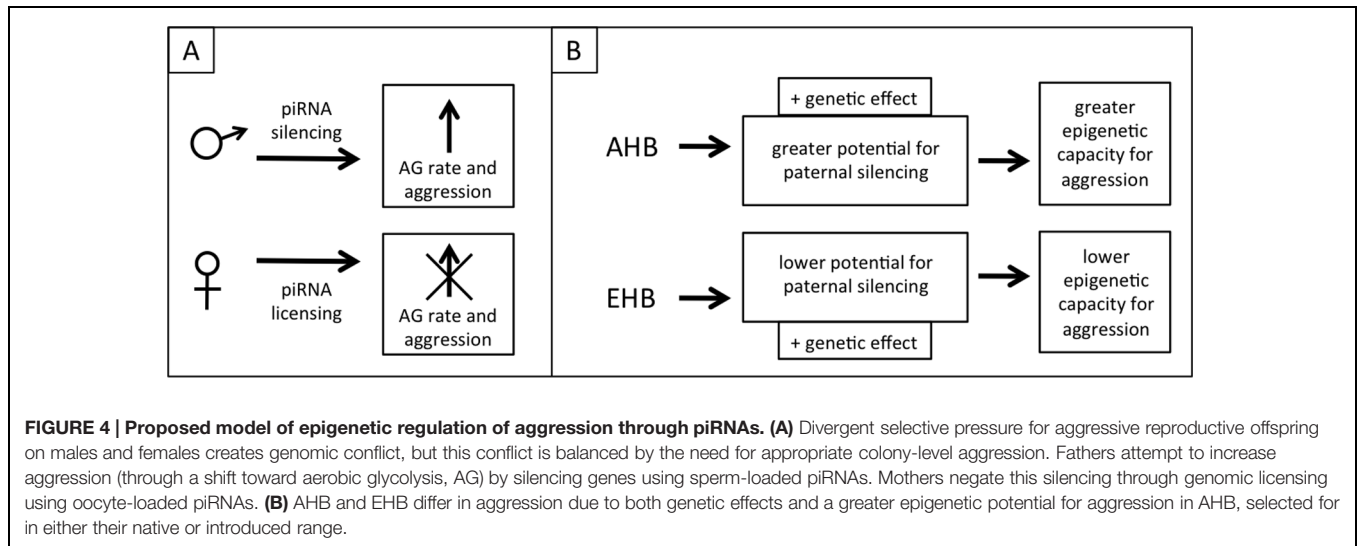 A
piRNA
silencing
AG rate and
aggression
piRNA
licensing
AG rate and
aggression
B
AHB
+ genetic effect
greater potential for
paternal silencing
greater
epigenetic
capacity for
aggression
EHB
lower potential for
paternal silencing
+ genetic effect
lower
epigenetic
capacity for
aggression
FIGURE 4 | Proposed model of epigenetic regulation of aggression through piRNAs. (A) Divergent selective pressure for aggressive reproductive offspring
on males and females creates genomic conflict, but this conflict is balanced by the need for appropriate colony-level aggression. Fathers attempt to increase
aggression (through a shift toward aerobic glycolysis, AG) by silencing genes using sperm-loaded piRNAs. Mothers negate this silencing through genomic licensing
using oocyte-loaded piRNAs. (B) AHB and EHB differ in aggression due to both genetic effects and a greater epigenetic potential for aggression in AHB, selected for
in either their native or introduced range.